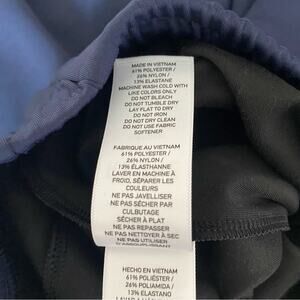 MADE IN VIETNAM
61% POLYESTER /
26% NYLON /
13% ELASTANE
MACHINE WASH COLD WITH
LIKE COLORS ONLY
DO NOT BLEACH
DO NOT TUMBLE DRY
LAY FLAT TO DRY
DO NOT IRON
DO NOT DRY CLEAN
DO NOT USE FABRIC
SOFTENER
FABRIQUE AU VIETNAM
61% POLYESTER /
26% NYLON /
13% ÉLASTHANNE
LAVER EN MACHINE À
FROID, SÉPARER LES
COULEURS
NE PAS JAVELLISER
NE PAS SÉCHER PAR
CULBUTAGE
SÉCHER À PLAT
NE PAS REPASSER
NE PAS NETTOYER À SEC
NE PAS UTILISER
D'ASSOUPLISSANT
HECHO EN VIETNAM
61% POLIÉSTER /
26% POLIAMIDA /
13% ELASTANO